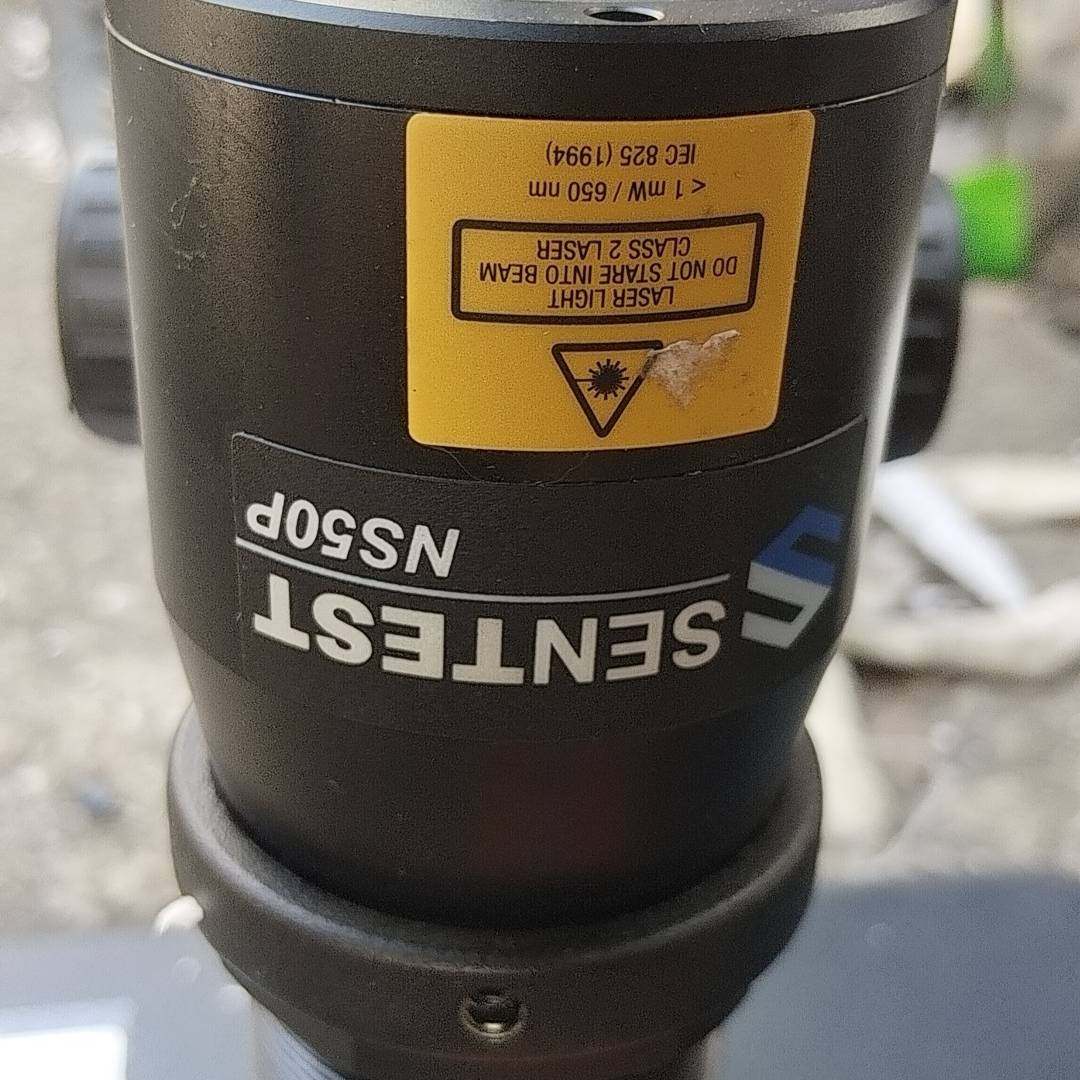 SENTEST
NS50P
LASER LIGHT
DO NOT STARE INTO BEAM
CLASS 2 LASER
< 1 mW / 650 nm
IEC 825 (1994)